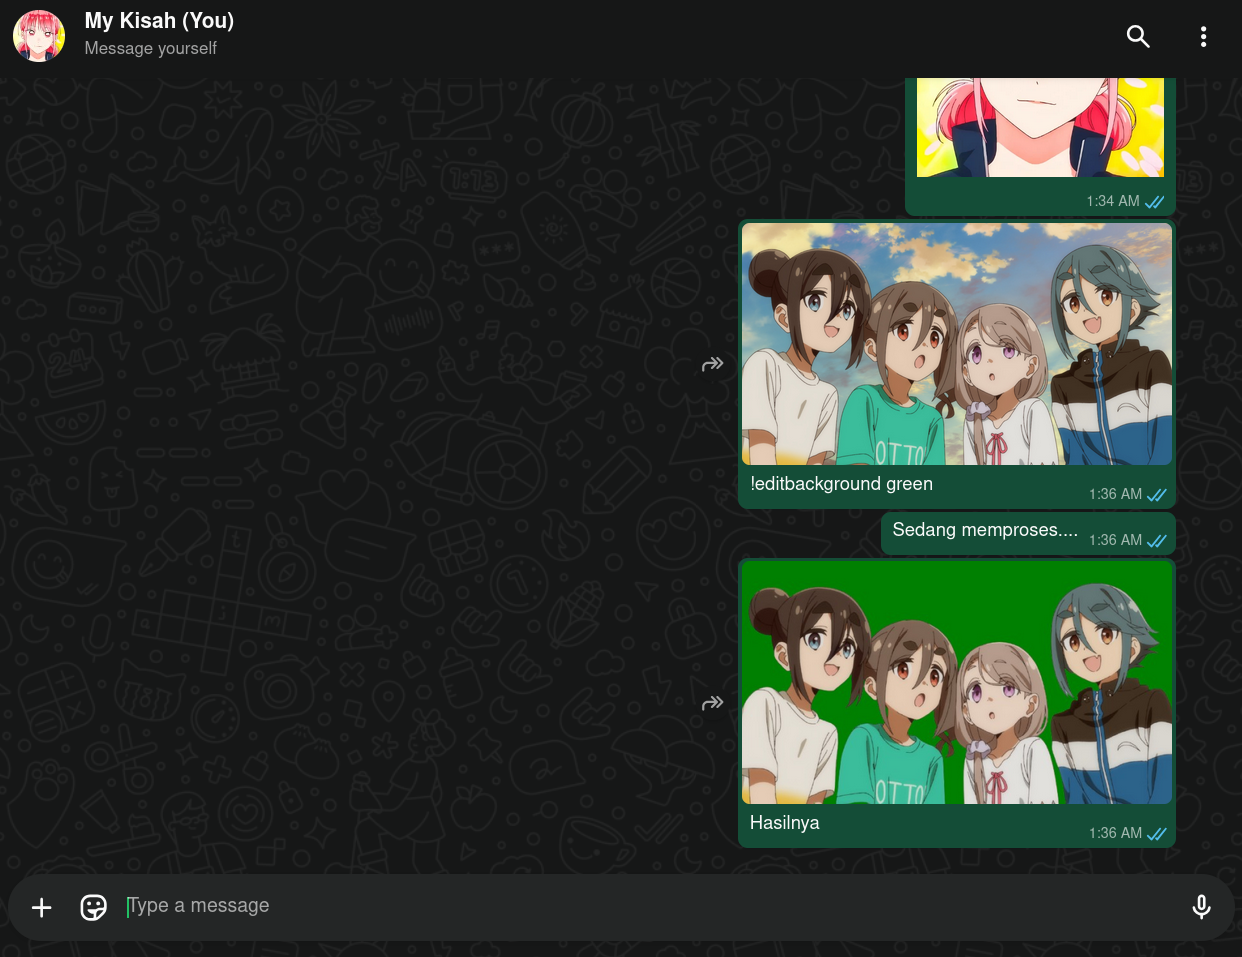 My Kisah (You)
Message yourself
1:34 AM
OTTO
!editbackground green
1:36 AM
Sedang memproses....
1:36 AM
OTTO
Hasilnya
1:36 AM
Type a message